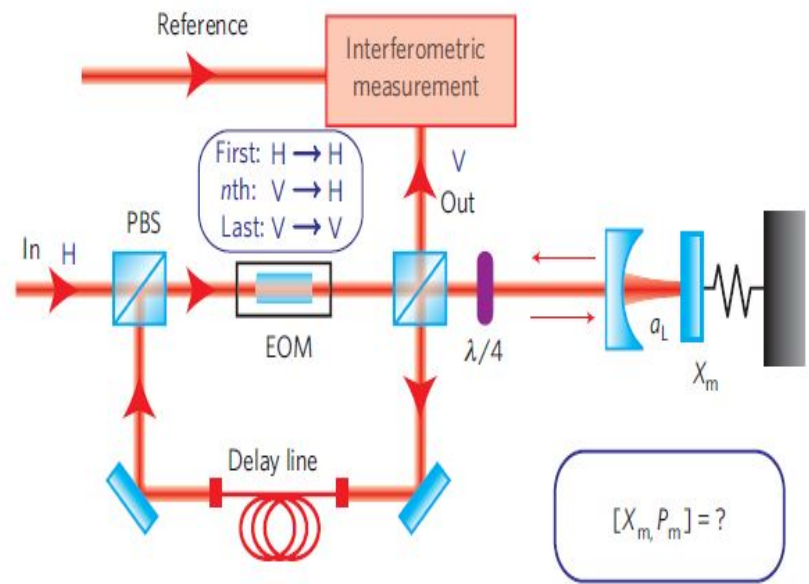 Reference
Interferometric
measurement
First: H → H
nth: V → H
Last: V → V
V
Out
PBS
In H
EOM
λ/4
a_L
X_m
Delay line
[X_m, P_m] = ?